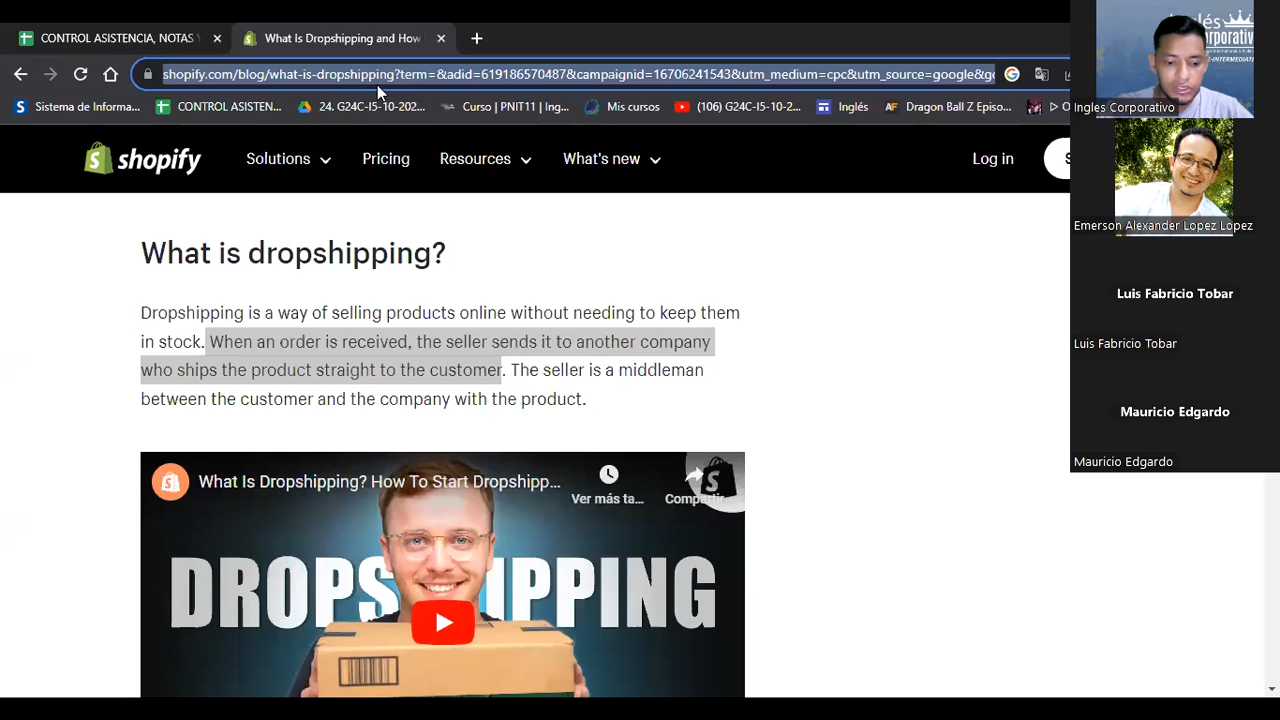 CONTROL ASISTENCIA, NOTAS Y
What Is Dropshipping and How
shopify.com/blog/what-is-dropshipping?term=&adid=619186570487&campaignid=16706241543&utm_medium=cpc&utm_source=google&gc
Sistema de Informa...
CONTROL ASISTEN...
24. G24C-I5-10-202...
Curso | PNIT11 | Ing...
Mis cursos
(106) G24C-I5-10-2...
Inglés
Dragon Ball Z Episo...
shopify
Solutions
Pricing
Resources
What's new
Log in
What is dropshipping?
Dropshipping is a way of selling products online without needing to keep them
in stock. When an order is received, the seller sends it to another company
who ships the product straight to the customer. The seller is a middleman
between the customer and the company with the product.
What Is Dropshipping? How To Start Dropshipp...
Ver más ta...
Compartir
DROPSHIPPING
Ingles Corporativo
Emerson Alexander Lopez Lopez
Luis Fabricio Tobar
Luis Fabricio Tobar
Mauricio Edgardo
Mauricio Edgardo